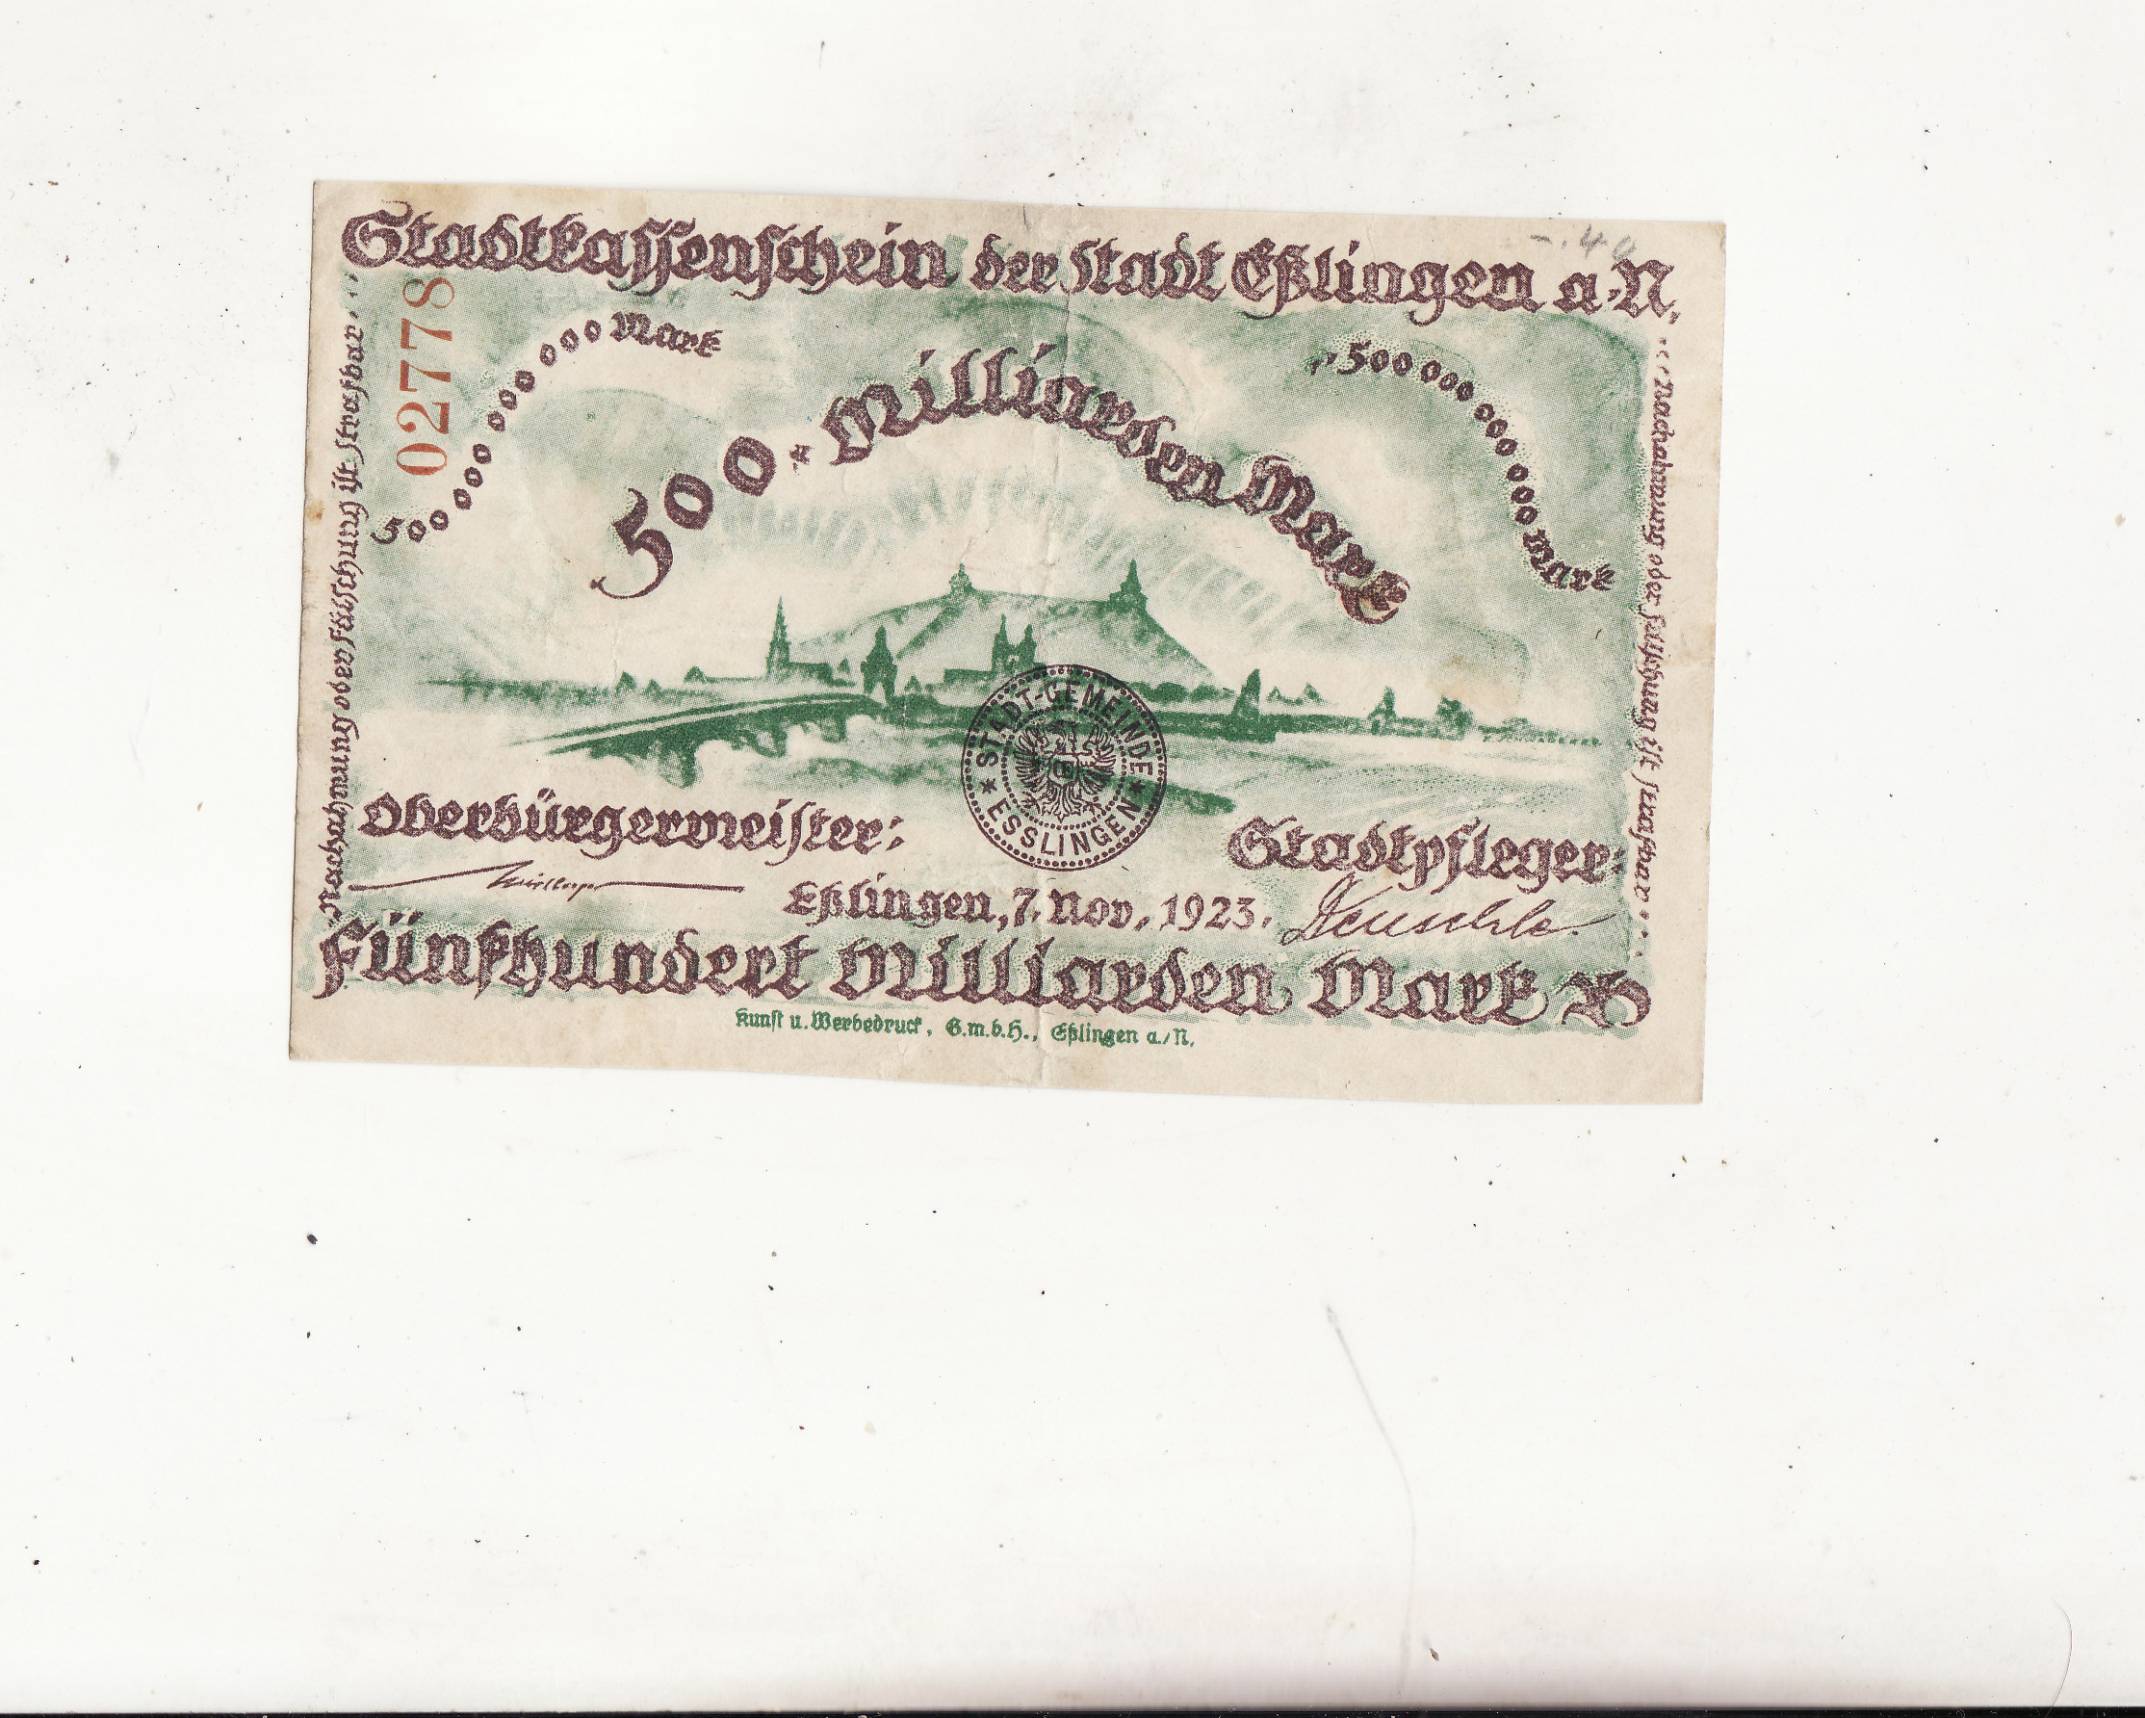 Stadtkassenschein der Stadt Eßlingen a.N.
02778
500 000 000 000 Mark
500 000 000 000 Mark
500 Milliarden Mark
Nachahmung oder Fälschung ist strafbar
Nachahmung oder Fälschung ist strafbar
STADT-GEMEINDE
ESSLINGEN
Oberbürgermeister:
Stadtpfleger:
Eßlingen, 7. Nov. 1923.
Fünfhundert Milliarden Mark
Kunst u. Werbedruck, G.m.b.H., Eßlingen a./N.